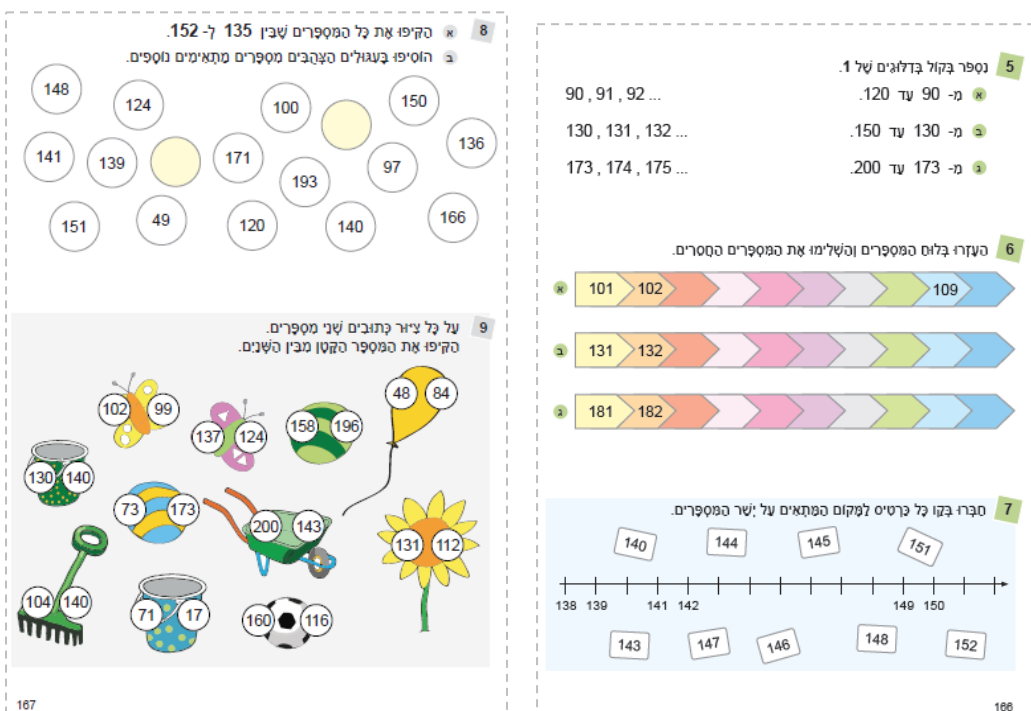 5 נִסְפֹּר בְּקוֹל בְּדִלּוּגִים שֶׁל 1.
א מִ- 90 עַד 120. 90 , 91 , 92 ...
ב מִ- 130 עַד 150. 130 , 131 , 132 ...
ג מִ- 173 עַד 200. 173 , 174 , 175 ...
6 הֵעָזְרוּ בְּלוּחַ הַמִּסְפָּרִים וְהַשְׁלִימוּ אֶת הַמִּסְפָּרִים הַחֲסֵרִים.
א 101 102 109
ב 131 132
ג 181 182
7 חַבְּרוּ בְּקַו כָּל כַּרְטִיס לַמָּקוֹם הַמַּתְאִים עַל יְשַׁר הַמִּסְפָּרִים.
140 144 145 151
138 139 141 142 149 150
143 147 146 148 152
166
8 א הַקִּיפוּ אֶת כָּל הַמִּסְפָּרִים שֶׁבֵּין 135 לְ- 152.
ב הוֹסִיפוּ בָּעִגּוּלִים הַצְּהֻבִּים מִסְפָּרִים מַתְאִימִים נוֹסָפִים.
148 124 100 150
141 139 171 193 97 136
151 49 120 140 166
9 עַל כָּל צִיּוּר כְּתוּבִים שְׁנֵי מִסְפָּרִים.
הַקִּיפוּ אֶת הַמִּסְפָּר הַקָּטָן מִבֵּין הַשְּׁנַיִם.
102 99 137 124 158 196 48 84
130 140 73 173 200 143 131 112
104 140 71 17 160 116
167